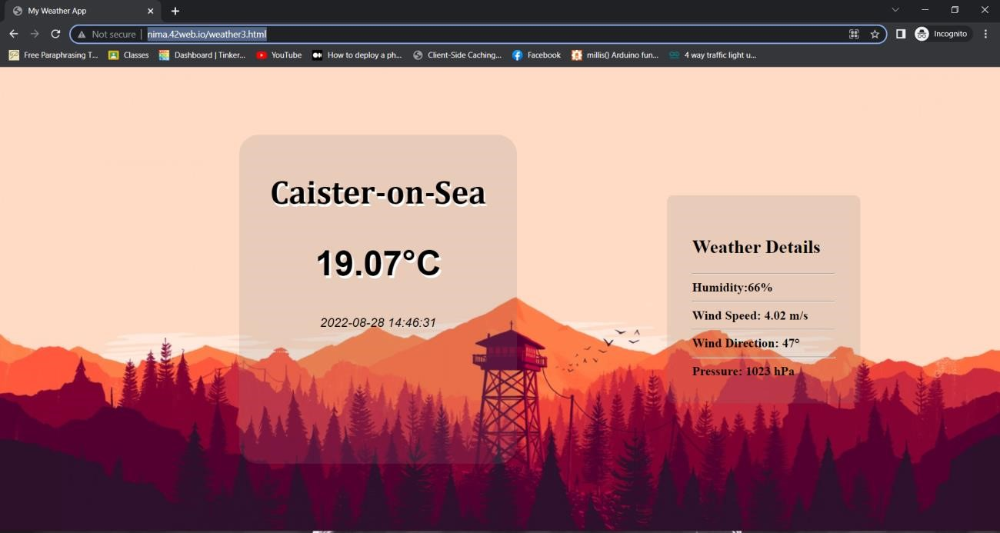 My Weather App
Not secure
nima.42web.io/weather3.html
Incognito
Free Paraphrasing T...
Classes
Dashboard | Tinker...
YouTube
How to deploy a ph...
Client-Side Caching...
Facebook
millis() Arduino fun...
4 way traffic light u...
Caister-on-Sea
19.07°C
2022-08-28 14:46:31
Weather Details
Humidity:66%
Wind Speed: 4.02 m/s
Wind Direction: 47°
Pressure: 1023 hPa